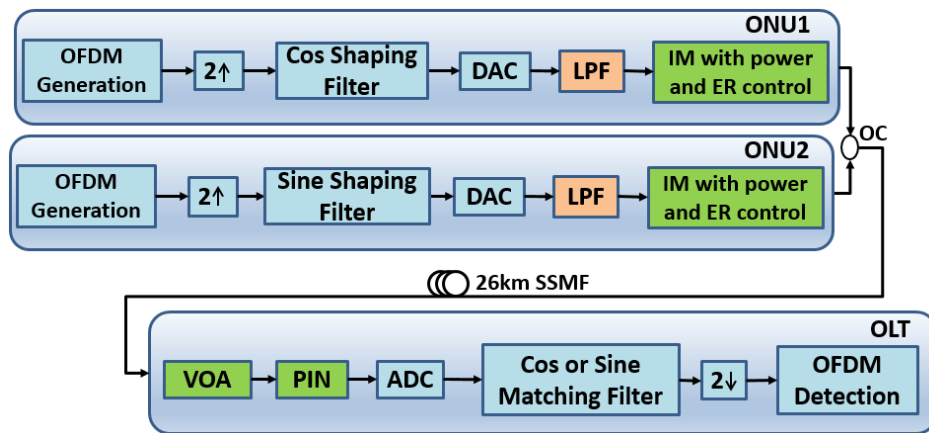 ONU1
OFDM
Generation
2↑
Cos Shaping
Filter
DAC
LPF
IM with power
and ER control
OC
ONU2
OFDM
Generation
2↑
Sine Shaping
Filter
DAC
LPF
IM with power
and ER control
26km SSMF
OLT
VOA
PIN
ADC
Cos or Sine
Matching Filter
2↓
OFDM
Detection